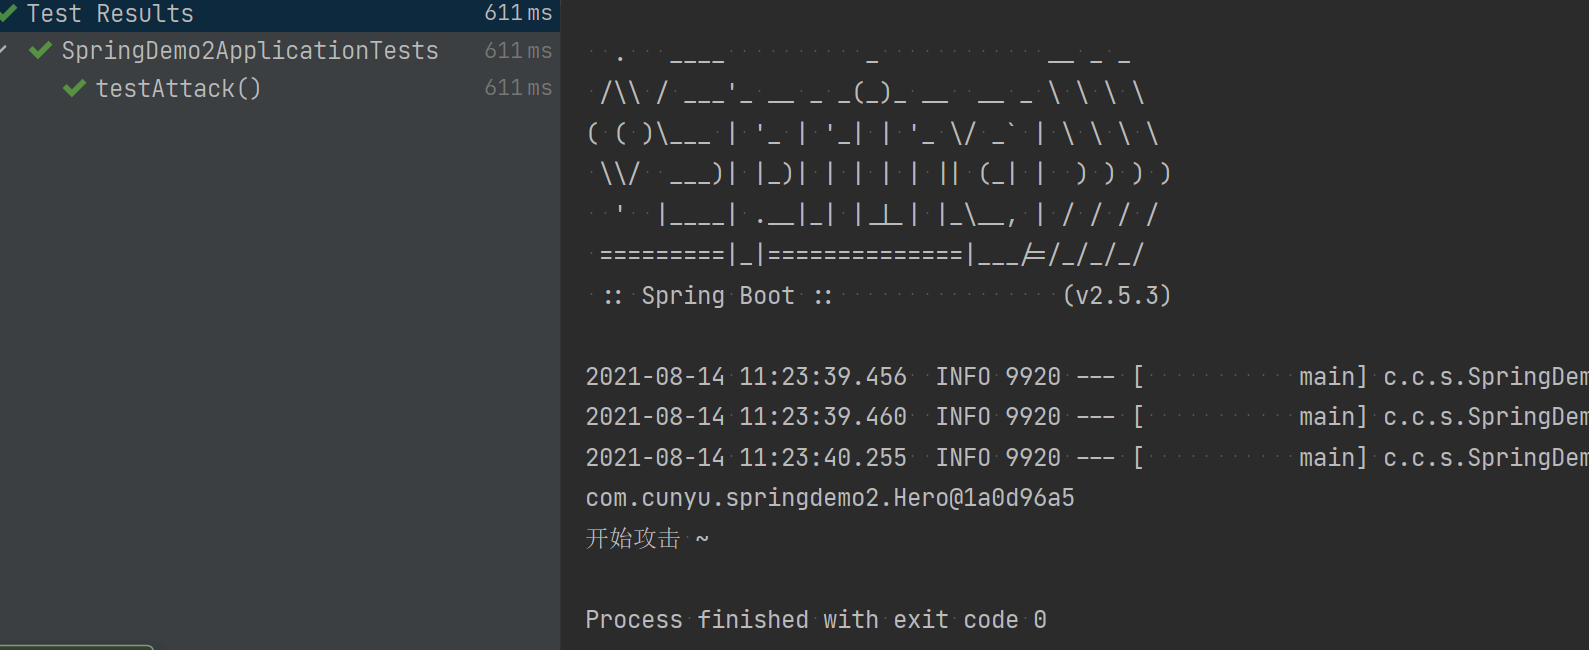 Test Results 611 ms
SpringDemo2ApplicationTests 611 ms
testAttack() 611 ms
  .   ____          _            __ _ _
 /\\ / ___'_ __ _ _(_)_ __  __ _ \ \ \ \
( ( )\___ | '_ | '_| | '_ \/ _` | \ \ \ \
 \\/  ___)| |_)| | | | | || (_| |  ) ) ) )
  '  |____| .__|_| |_|_| |_\__, | / / / /
 =========|_|==============|___/=/_/_/_/
 :: Spring Boot ::                (v2.5.3)
2021-08-14 11:23:39.456  INFO 9920 --- [           main] c.c.s.SpringDem
2021-08-14 11:23:39.460  INFO 9920 --- [           main] c.c.s.SpringDem
2021-08-14 11:23:40.255  INFO 9920 --- [           main] c.c.s.SpringDem
com.cunyu.springdemo2.Hero@1a0d96a5
开始攻击 ~
Process finished with exit code 0